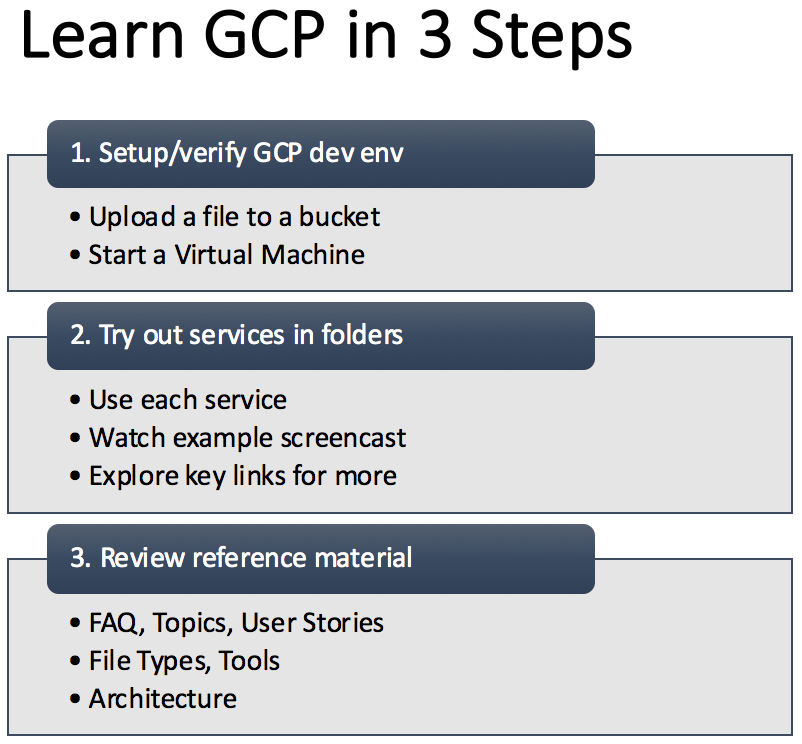 Learn GCP in 3 Steps
1. Setup/verify GCP dev env
• Upload a file to a bucket
• Start a Virtual Machine
2. Try out services in folders
• Use each service
• Watch example screencast
• Explore key links for more
3. Review reference material
• FAQ, Topics, User Stories
• File Types, Tools
• Architecture